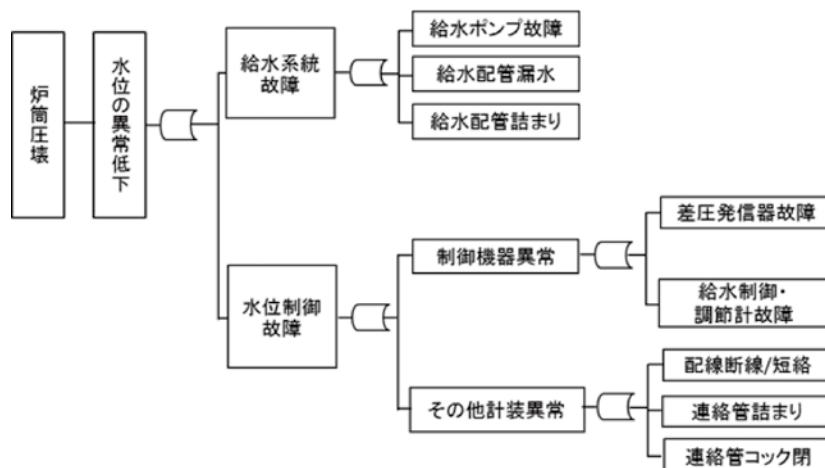 炉筒圧壊
水位の異常低下
給水系統
故障
給水ポンプ故障
給水配管漏水
給水配管詰まり
水位制御
故障
制御機器異常
差圧発信器故障
給水制御・
調節計故障
その他計装異常
配線断線/短絡
連絡管詰まり
連絡管コック閉